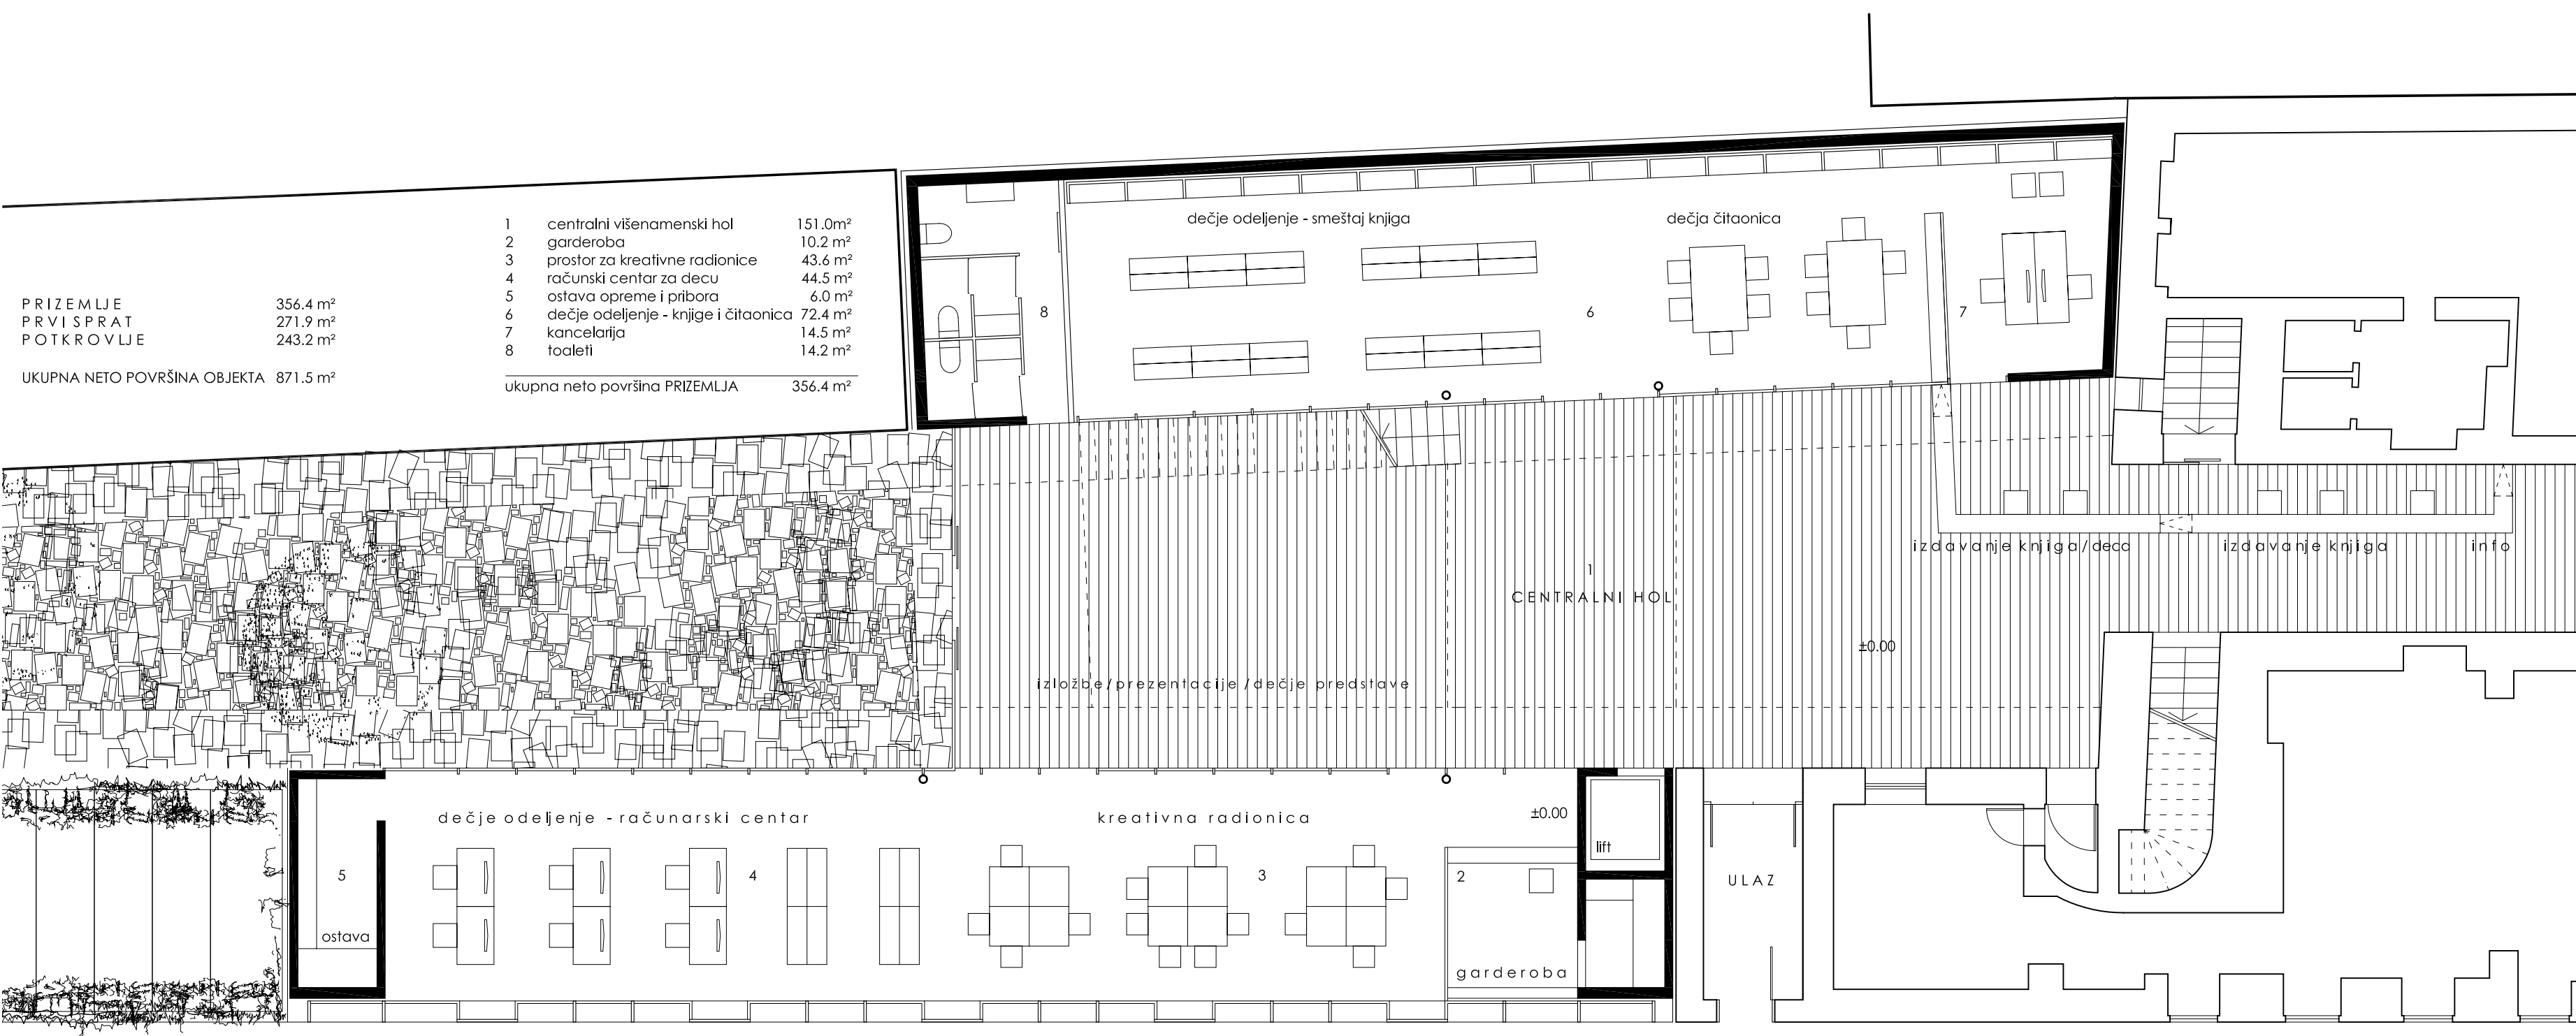 PRIZEMLJE 356.4 m²
PRVI SPRAT 271.9 m²
POTKROVLJE 243.2 m²
UKUPNA NETO POVRŠINA OBJEKTA 871.5 m²
1 centralni višenamenski hol 151.0m²
2 garderoba 10.2 m²
3 prostor za kreativne radionice 43.6 m²
4 računski centar za decu 44.5 m²
5 ostava opreme i pribora 6.0 m²
6 dečje odeljenje - knjige i čitaonica 72.4 m²
7 kancelarija 14.5 m²
8 toaleti 14.2 m²
ukupna neto površina PRIZEMLJA 356.4 m²
dečje odeljenje - smeštaj knjiga
dečja čitaonica
8
6
7
izdavanje knjiga/deca
izdavanje knjiga
info
1
CENTRALNI HOL
±0.00
izložbe/prezentacije/dečje predstave
dečje odeljenje - računarski centar
kreativna radionica
±0.00
lift
5
4
3
2
ULAZ
ostava
garderoba